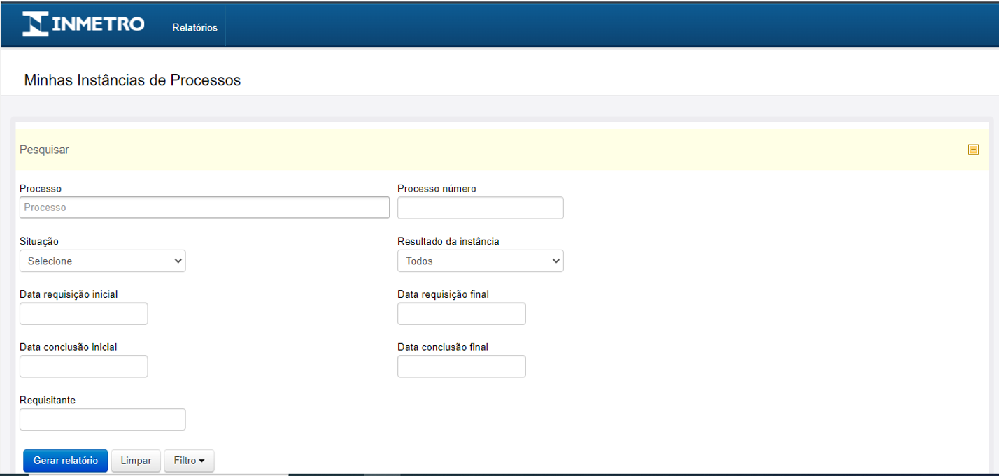 INMETRO Relatórios
Minhas Instâncias de Processos
Pesquisar
Processo Processo número
Processo
Situação Resultado da instância
Selecione Todos
Data requisição inicial Data requisição final
Data conclusão inicial Data conclusão final
Requisitante
Gerar relatório Limpar Filtro